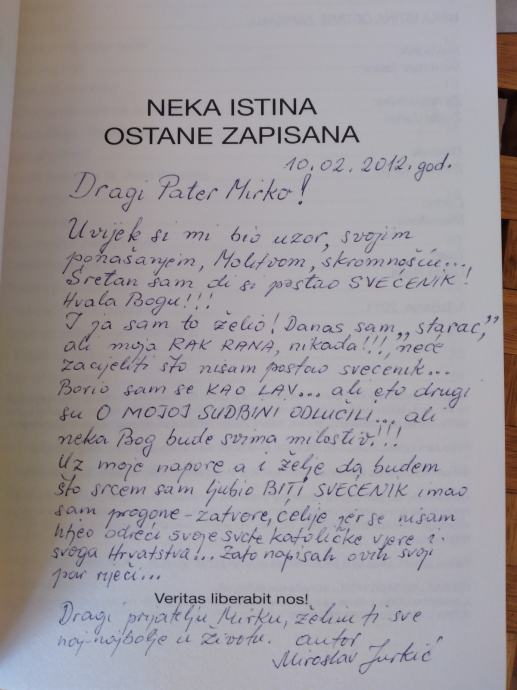 NEKA ISTINA
OSTANE ZAPISANA
10.02.2012. god.
Dragi Pater Mirko!
Uvijek si mi bio uzor, svojim
ponašanjem, Molitvom, skromnošću...
Sretan sam da si postao SVEĆENIK!
Hvala Bogu!!!
I ja sam to želio! Danas sam „starac,"
ali moja RAK RANA, nikada!!!, neće
zacijeliti što nisam postao svećenik...
Borio sam se KAO LAV... ali eto drugi
su O MOJOJ SUDBINI ODLUČILI... ali
neka Bog bude svima milostiv!!!
Uz moje napore a i želje da budem
što srcem sam ljubio BITI SVEĆENIK imao
sam progone-zatvore, ćelije jer se nisam
htjeo odreći svoje svete katoličke vjere i
svoga Hrvatstva... Zato napisah ovih svoji
par riječi...
Veritas liberabit nos!
Dragi prijatelju Mirku, želim ti sve
naj-najbolje u životu. autor
Miroslav Jurkić